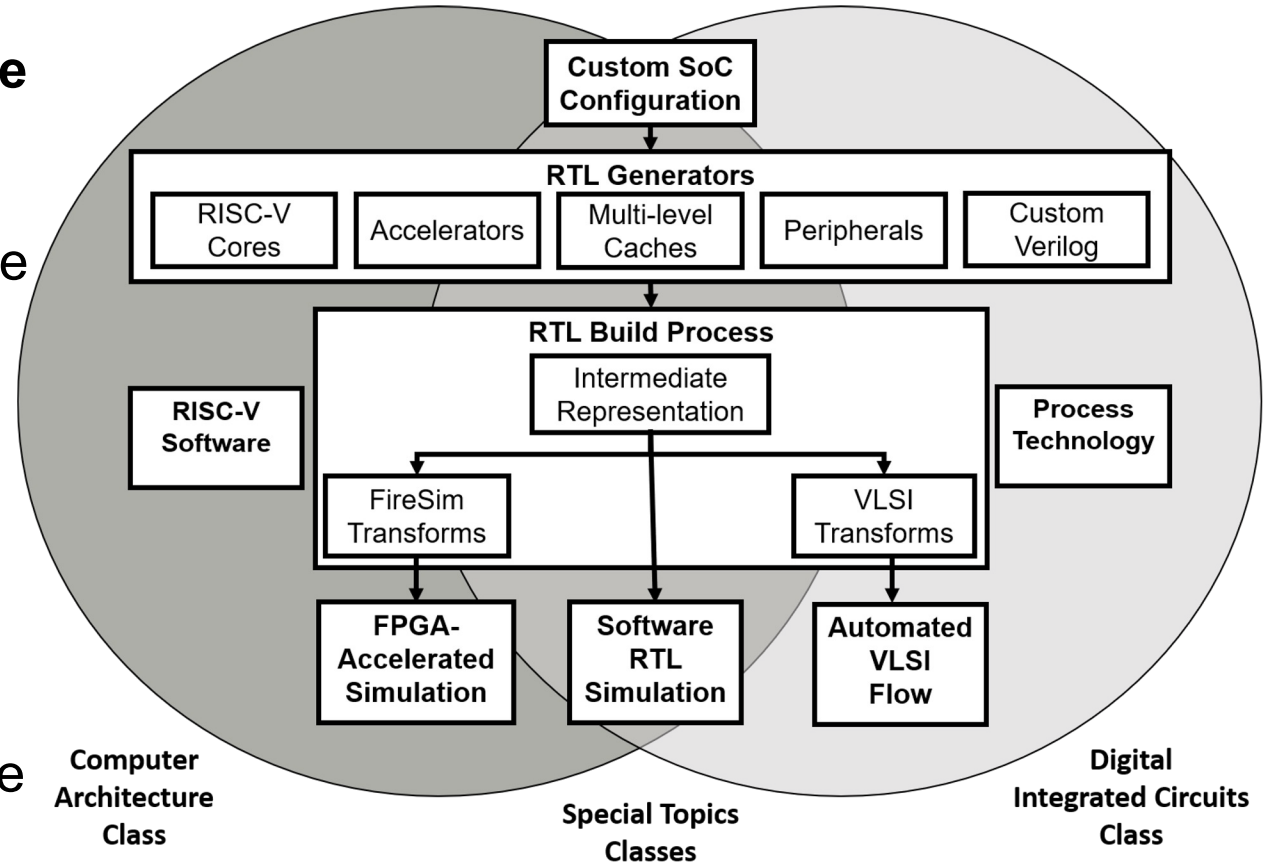 e
Custom SoC
Configuration
RTL Generators
RISC-V
Cores
Accelerators
Multi-level
Caches
Peripherals
Custom
Verilog
e
RTL Build Process
Intermediate
Representation
RISC-V
Software
Process
Technology
FireSim
Transforms
VLSI
Transforms
FPGA-
Accelerated
Simulation
Software
RTL
Simulation
Automated
VLSI
Flow
e
Computer
Architecture
Class
Special Topics
Classes
Digital
Integrated Circuits
Class